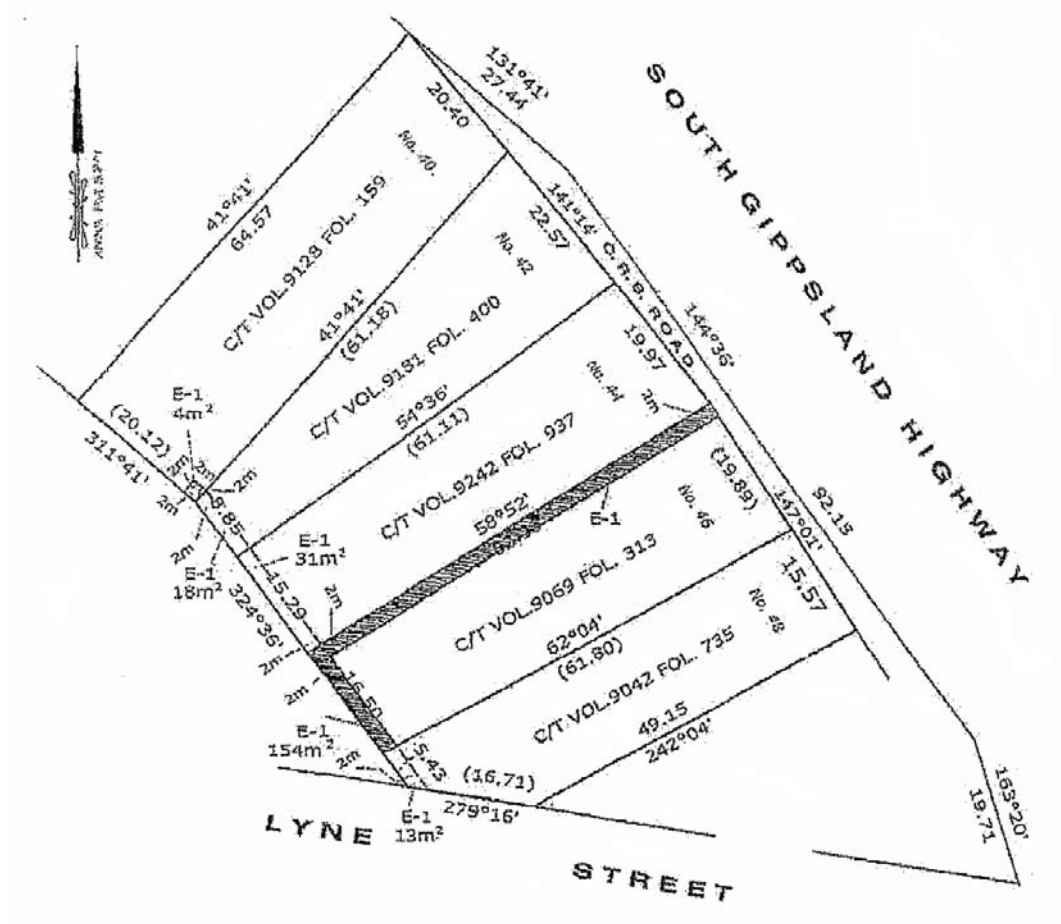 SOUTH GIPPSLAND HIGHWAY
131°41'
27.44
20.40
No. 40.
41°41'
64.57
C/T VOL.9128 FOL. 159
141°14'
C.R.B. ROAD
22.57
No. 42
41°41'
(61.18)
C/T VOL.9181 FOL. 400
144°36'
19.97
No. 44
2m
54°36'
(61.11)
C/T VOL.9242 FOL. 937
E-1
4m²
(20.12)
311°41'
2m
2m
2m
2m
8.85
2m
E-1
18m²
E-1
31m²
15.29
324°36'
2m
58°52'
E-1
(19.89)
147°01'
92.15
No. 46
C/T VOL.9069 FOL. 313
2m
2m
16.50
62°04'
(61.80)
15.57
No. 48
C/T VOL.9042 FOL. 735
E-1
154m²
2m
5.43
49.15
242°04'
(16.71)
279°16'
E-1
13m²
163°20'
19.71
LYNE STREET